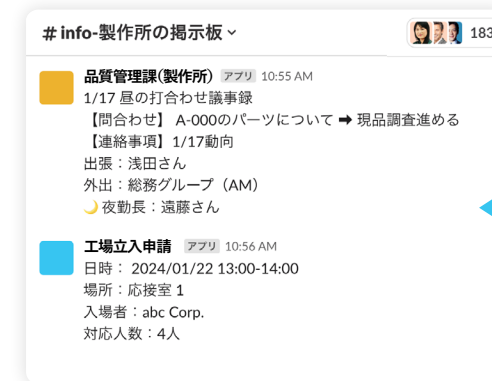 # info-製作所の掲示板
183
品質管理課(製作所) アプリ 10:55 AM
1/17 昼の打合わせ議事録
【問合わせ】 A-000のパーツについて ➡ 現品調査進める
【連絡事項】1/17動向
出張：浅田さん
外出：総務グループ（AM）
🌙 夜勤長：遠藤さん
工場立入申請 アプリ 10:56 AM
日時： 2024/01/22 13:00-14:00
場所：応接室 1
入場者：abc Corp.
対応人数：4人